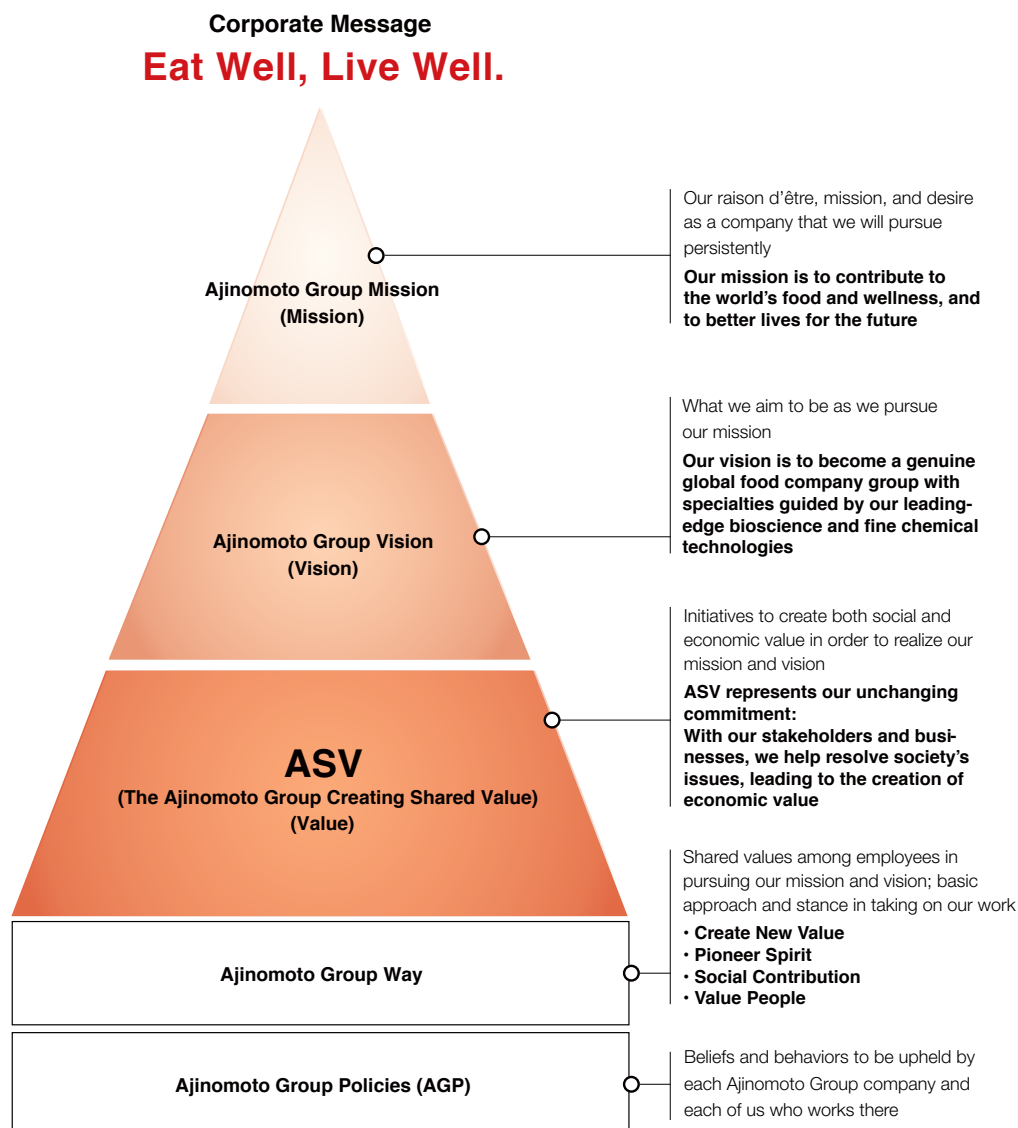 Corporate Message
Eat Well, Live Well.
Ajinomoto Group Mission
(Mission)
Our raison d’être, mission, and desire
as a company that we will pursue
persistently
Our mission is to contribute to
the world’s food and wellness, and
to better lives for the future
Ajinomoto Group Vision
(Vision)
What we aim to be as we pursue
our mission
Our vision is to become a genuine
global food company group with
specialties guided by our leading-
edge bioscience and fine chemical
technologies
ASV
(The Ajinomoto Group Creating Shared Value)
(Value)
Initiatives to create both social and
economic value in order to realize our
mission and vision
ASV represents our unchanging
commitment:
With our stakeholders and busi-
nesses, we help resolve society’s
issues, leading to the creation of
economic value
Ajinomoto Group Way
Shared values among employees in
pursuing our mission and vision; basic
approach and stance in taking on our work
• Create New Value
• Pioneer Spirit
• Social Contribution
• Value People
Ajinomoto Group Policies (AGP)
Beliefs and behaviors to be upheld by
each Ajinomoto Group company and
each of us who works there